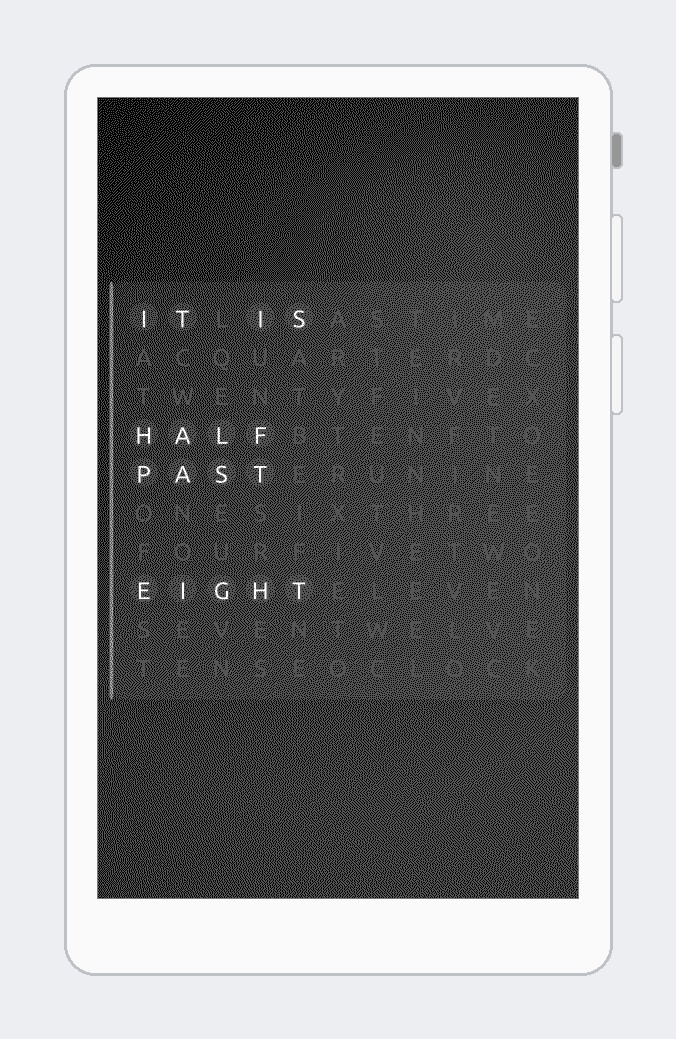 ITLISASTIME
ACQUARTERDC
TWENTYFIVEX
HALFBTENFTO
PASTERUNINE
ONESIXTHREE
FOURFIVETWO
EIGHTELEVEN
SEVENTWELVE
TENSEOCLOCK